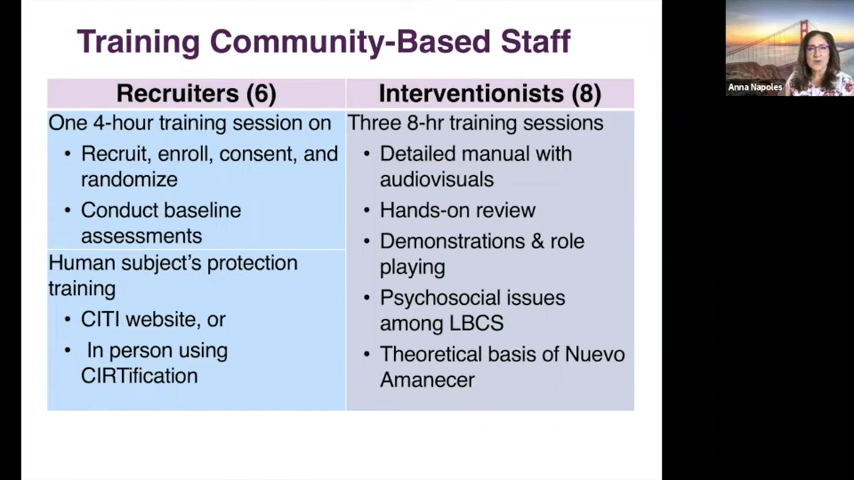 Training Community-Based Staff
Recruiters (6)
One 4-hour training session on
• Recruit, enroll, consent, and
randomize
• Conduct baseline
assessments
Human subject's protection
training
• CITI website, or
• In person using
CIRTification
Interventionists (8)
Three 8-hr training sessions
• Detailed manual with
audiovisuals
• Hands-on review
• Demonstrations & role
playing
• Psychosocial issues
among LBCS
• Theoretical basis of Nuevo
Amanecer
Anna Napoles